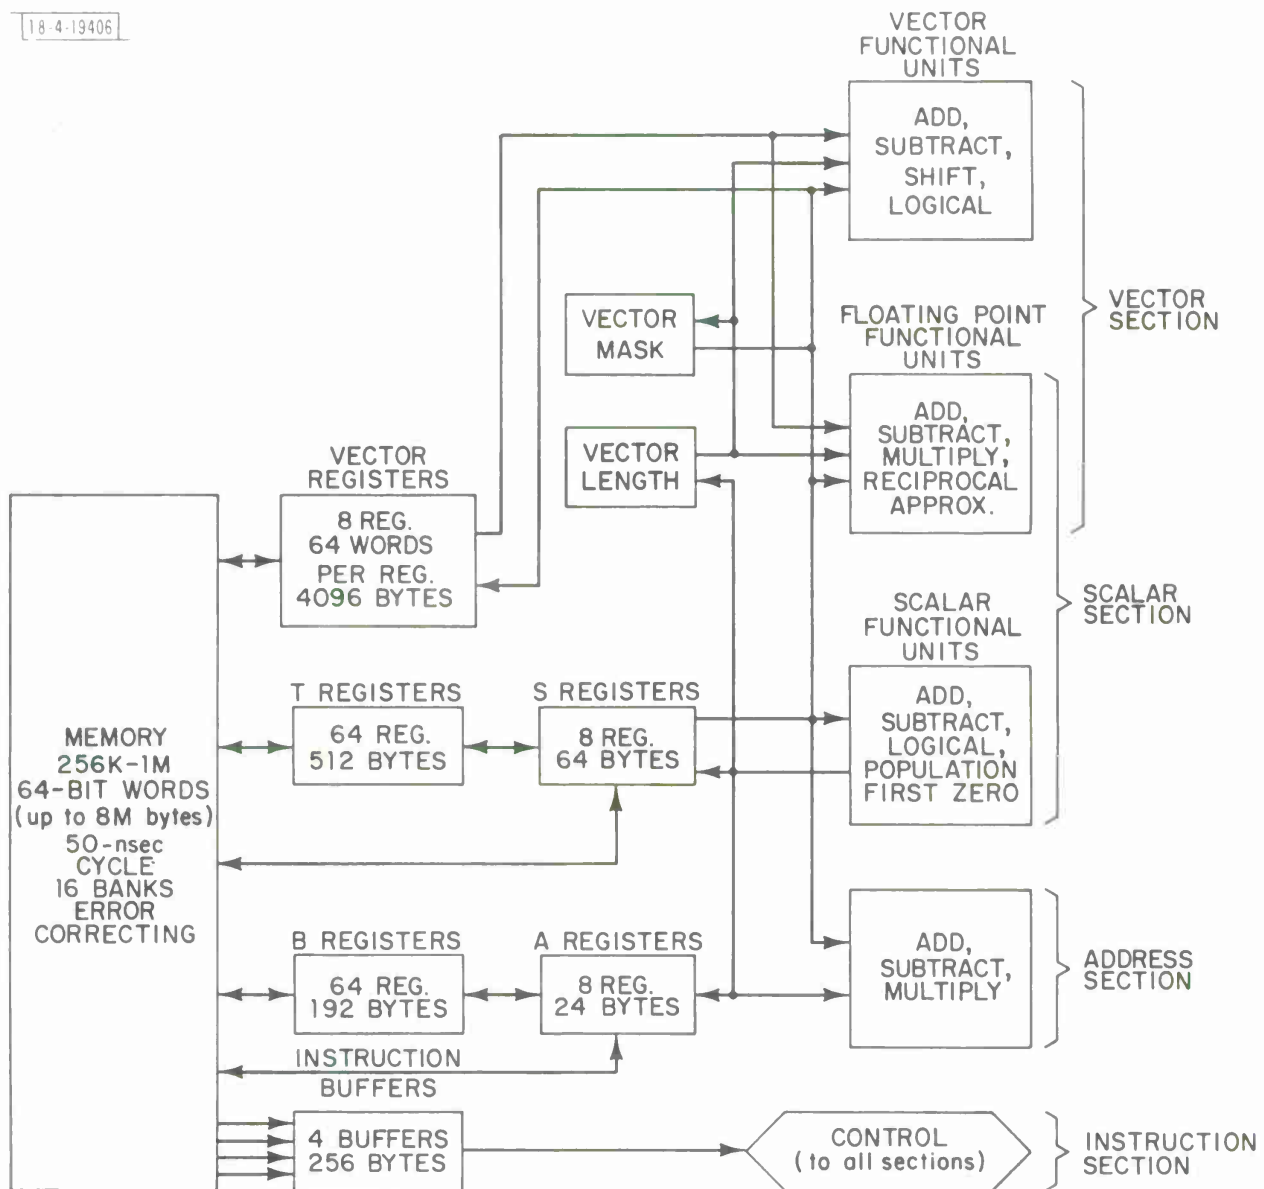 18-4-19406
VECTOR
FUNCTIONAL
UNITS
ADD,
SUBTRACT,
SHIFT,
LOGICAL
VECTOR
SECTION
VECTOR
MASK
FLOATING POINT
FUNCTIONAL
UNITS
ADD,
SUBTRACT,
MULTIPLY,
RECIPROCAL
APPROX.
VECTOR
LENGTH
VECTOR
REGISTERS
8 REG.
64 WORDS
PER REG.
4096 BYTES
SCALAR
SECTION
SCALAR
FUNCTIONAL
UNITS
ADD,
SUBTRACT,
LOGICAL,
POPULATION
FIRST ZERO
T REGISTERS
64 REG.
512 BYTES
S REGISTERS
8 REG.
64 BYTES
MEMORY
256K-1M
64-BIT WORDS
(up to 8M bytes)
50-nsec
CYCLE
16 BANKS
ERROR
CORRECTING
B REGISTERS
64 REG.
192 BYTES
A REGISTERS
8 REG.
24 BYTES
ADD,
SUBTRACT,
MULTIPLY
ADDRESS
SECTION
INSTRUCTION
BUFFERS
4 BUFFERS
256 BYTES
CONTROL
(to all sections)
INSTRUCTION
SECTION